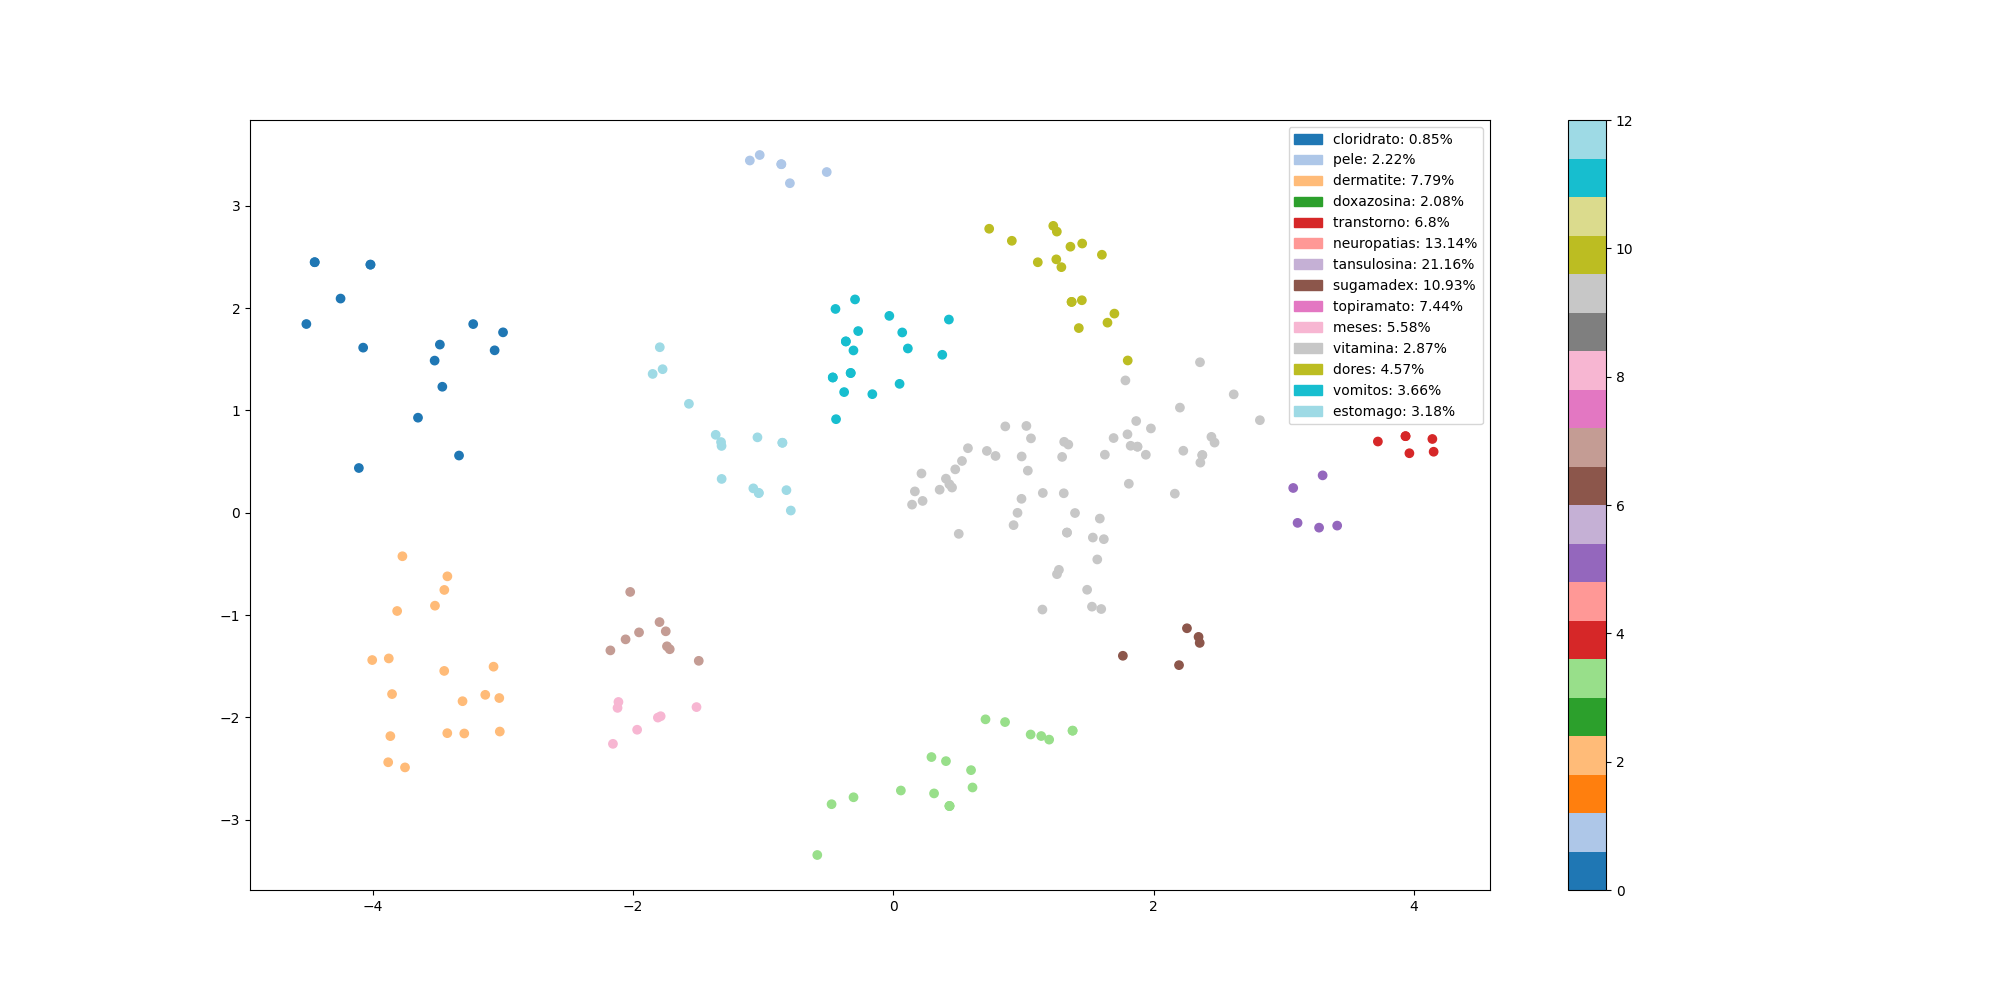 cloridrato: 0.85%
pele: 2.22%
dermatite: 7.79%
doxazosina: 2.08%
transtorno: 6.8%
neuropatias: 13.14%
tansulosina: 21.16%
sugamadex: 10.93%
topiramato: 7.44%
meses: 5.58%
vitamina: 2.87%
dores: 4.57%
vomitos: 3.66%
estomago: 3.18%
3
2
1
0
−1
−2
−3
−4
−2
0
2
4
12
10
8
6
4
2
0